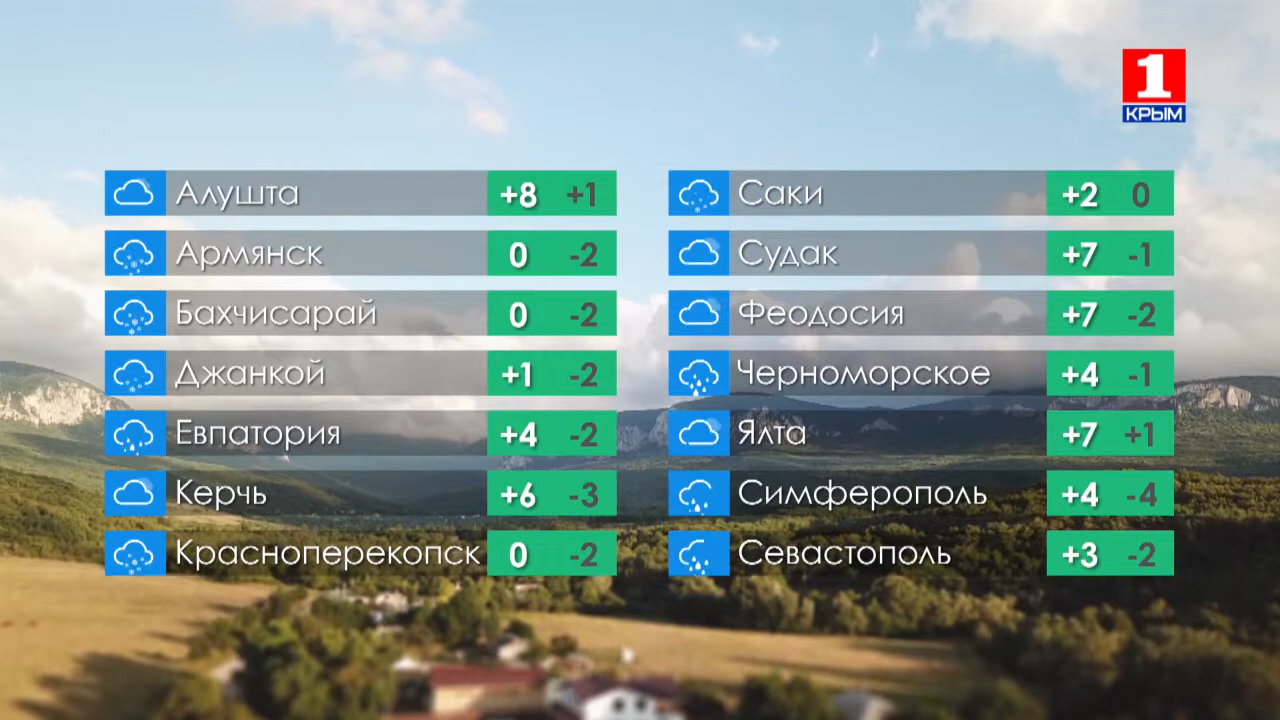 1
КРЫМ
Алушта +8 +1
Армянск 0 -2
Бахчисарай 0 -2
Джанкой +1 -2
Евпатория +4 -2
Керчь +6 -3
Красноперекопск 0 -2
Саки +2 0
Судак +7 -1
Феодосия +7 -2
Черноморское +4 -1
Ялта +7 +1
Симферополь +4 -4
Севастополь +3 -2